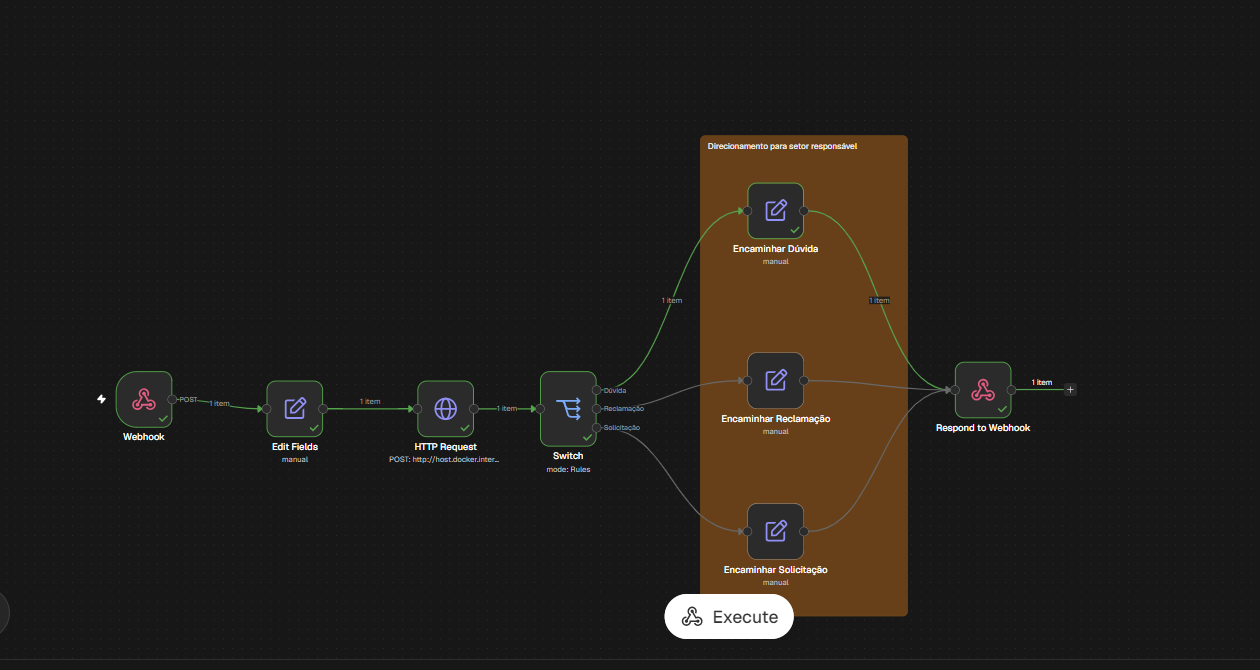 Direcionamento para setor responsável
Encaminhar Dúvida
manual
1 item
1 item
POST
1 item
Webhook
Edit Fields
manual
1 item
HTTP Request
POST: http://host.docker.inter...
1 item
Switch
mode: Rules
Dúvida
Reclamação
Solicitação
Encaminhar Reclamação
manual
Encaminhar Solicitação
manual
Respond to Webhook
1 item
Execute